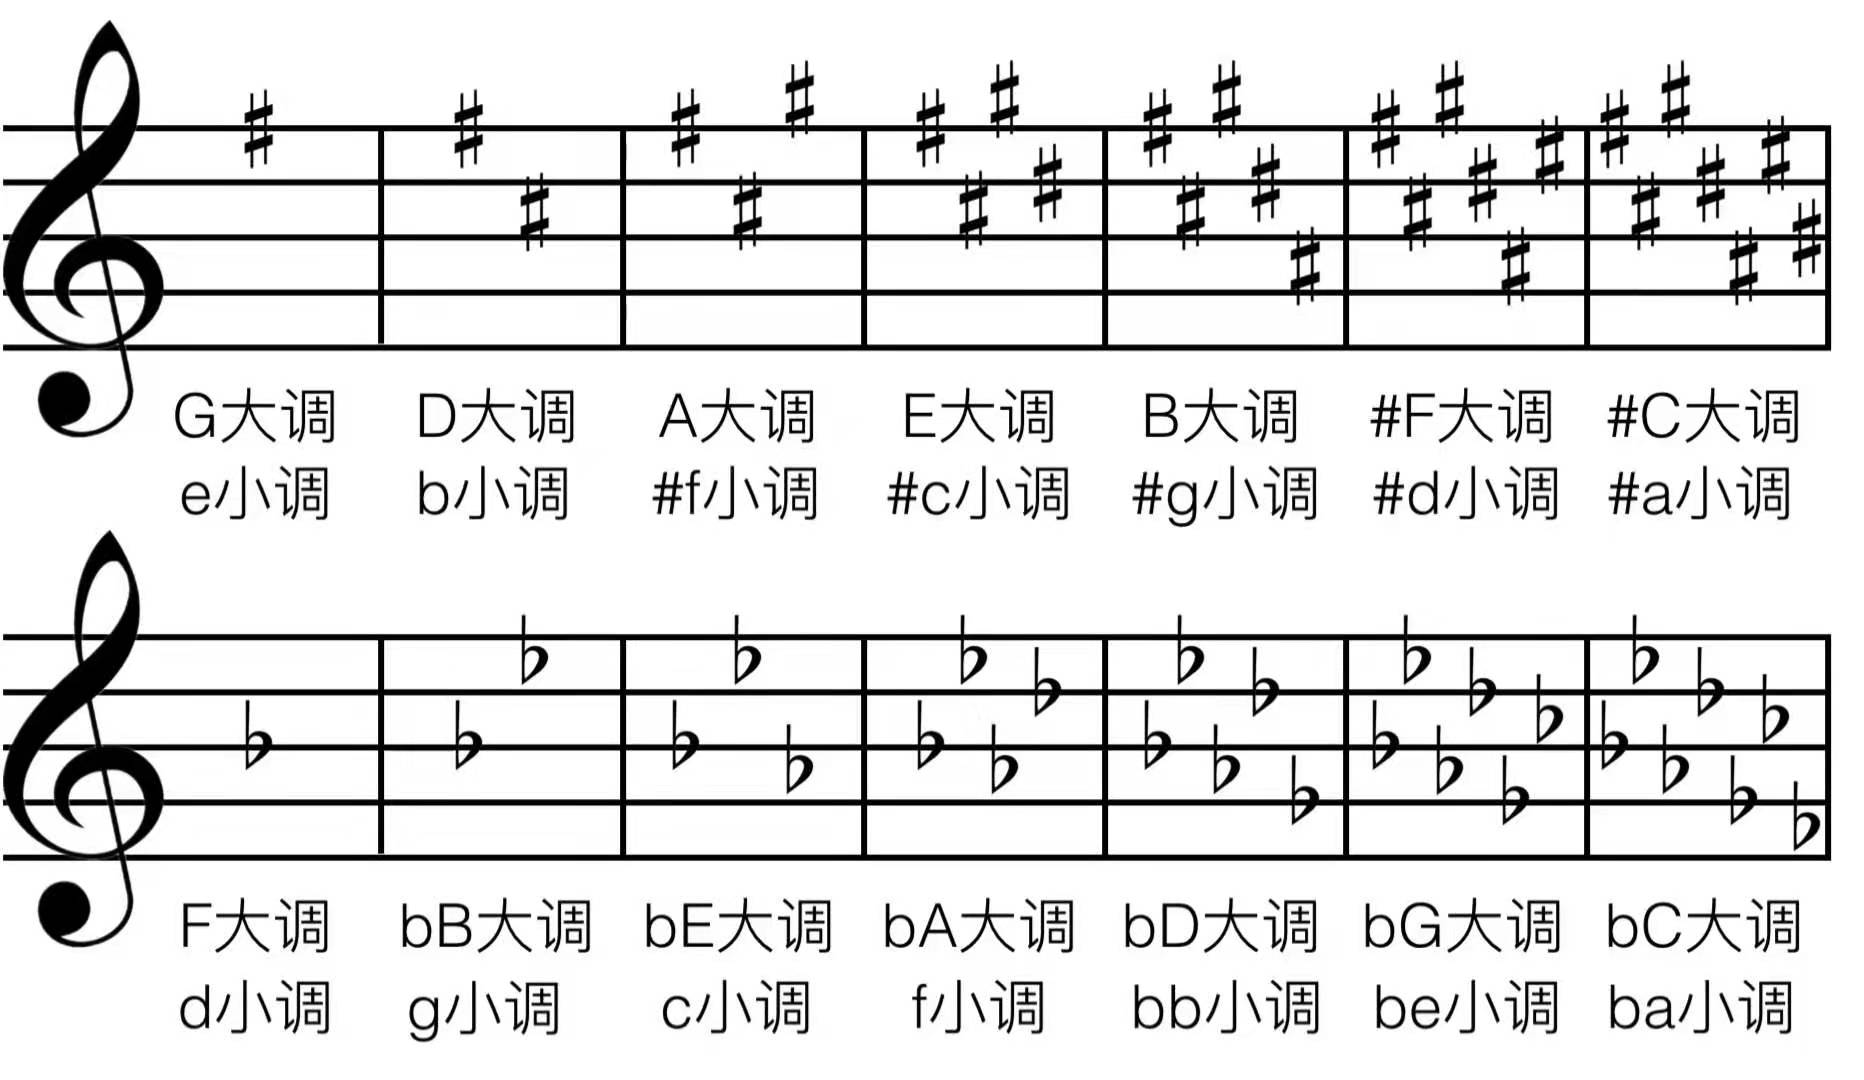 G大调 D大调 A大调 E大调 B大调 #F大调 #C大调
e小调 b小调 #f小调 #c小调 #g小调 #d小调 #a小调
F大调 bB大调 bE大调 bA大调 bD大调 bG大调 bC大调
d小调 g小调 c小调 f小调 bb小调 be小调 ba小调